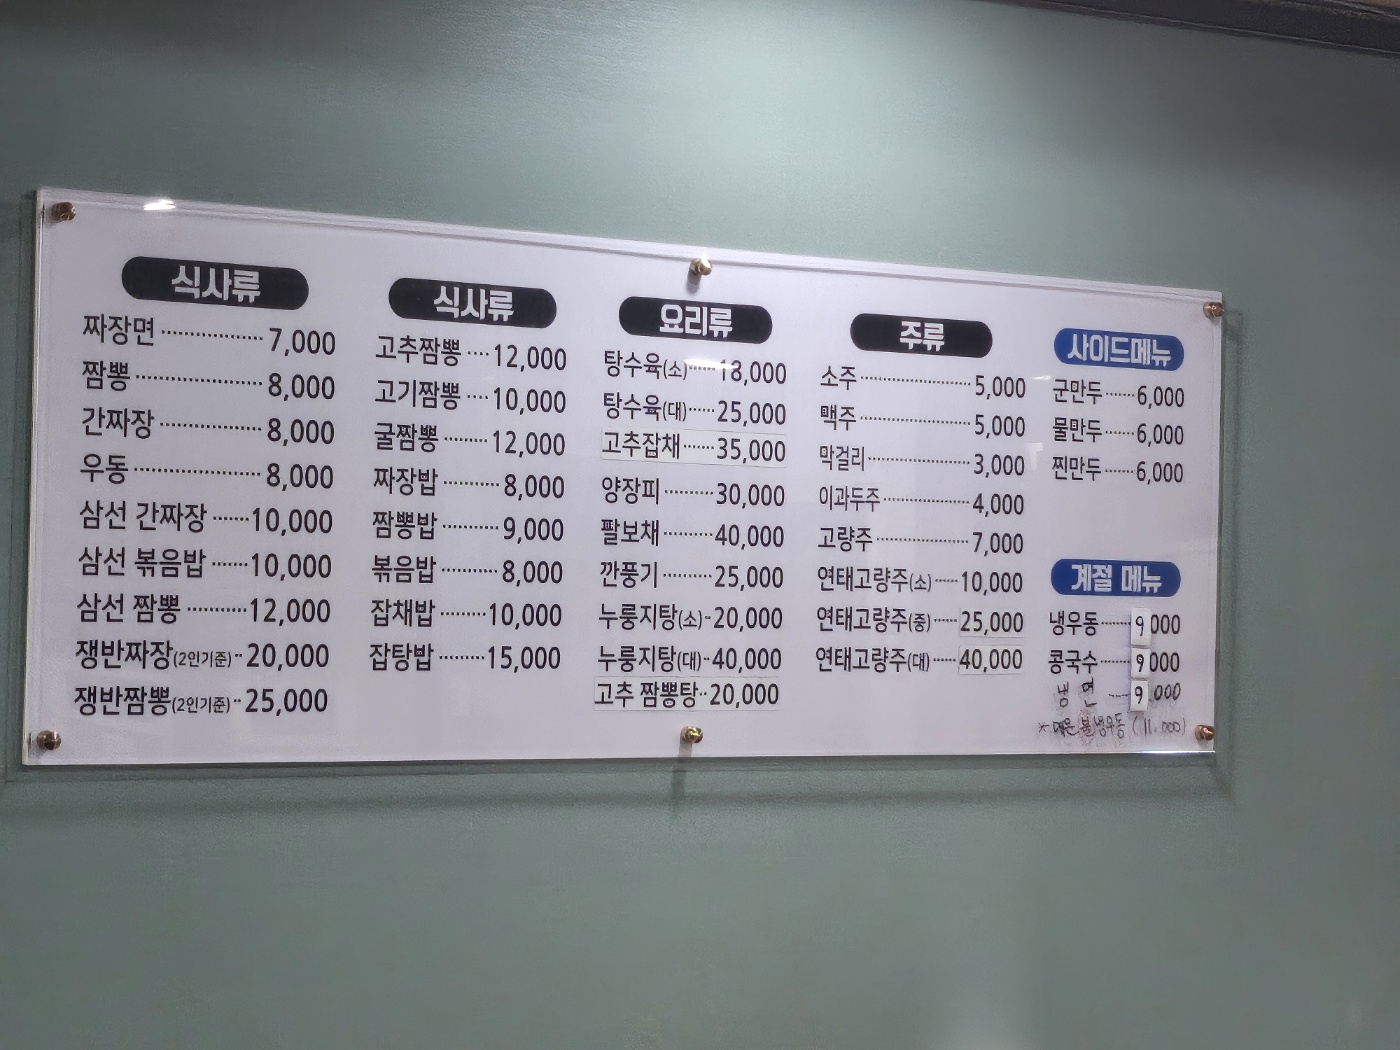 식사류
짜장면 7,000
짬뽕 8,000
간짜장 8,000
우동 8,000
삼선 간짜장 10,000
삼선 볶음밥 10,000
삼선 짬뽕 12,000
쟁반짜장(2인기준) 20,000
쟁반짬뽕(2인기준) 25,000
식사류
고추짬뽕 12,000
고기짬뽕 10,000
굴짬뽕 12,000
짜장밥 8,000
짬뽕밥 9,000
볶음밥 8,000
잡채밥 10,000
잡탕밥 15,000
요리류
탕수육(소) 18,000
탕수육(대) 25,000
고추잡채 35,000
양장피 30,000
팔보채 40,000
깐풍기 25,000
누룽지탕(소) 20,000
누룽지탕(대) 40,000
고추 짬뽕탕 20,000
주류
소주 5,000
맥주 5,000
막걸리 3,000
이과두주 4,000
고량주 7,000
연태고량주(소) 10,000
연태고량주(중) 25,000
연태고량주(대) 40,000
사이드메뉴
군만두 6,000
물만두 6,000
찐만두 6,000
계절 메뉴
냉우동 9000
콩국수 9000
냉 면 9,000
※ 매운 불냉우동 (11.000)